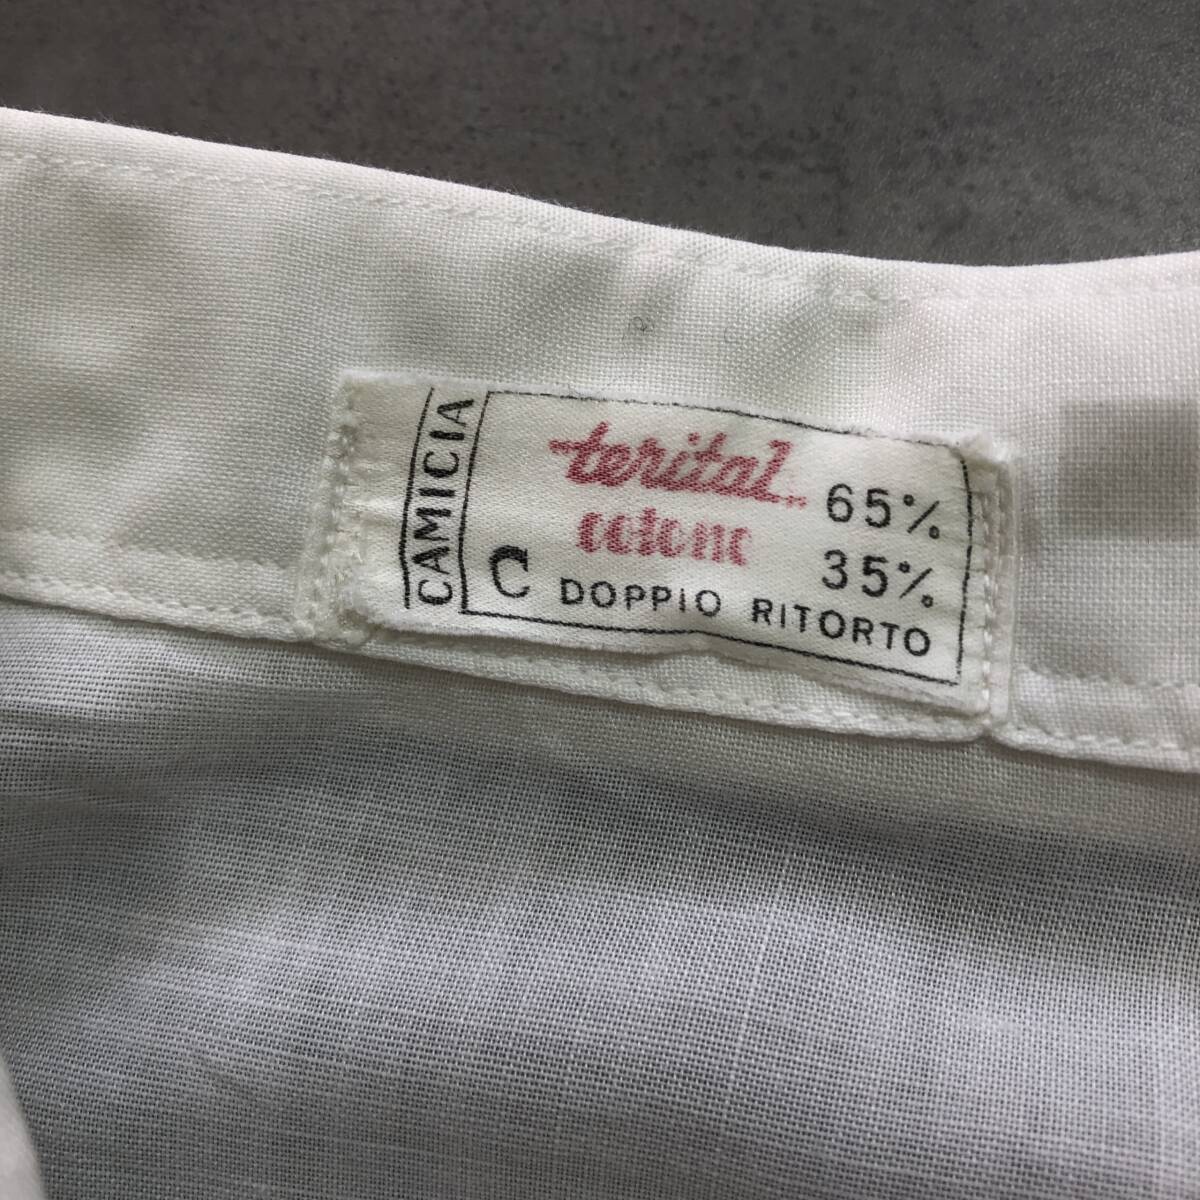 CAMICIA
terital 65%
cotone 35%
C DOPPIO RITORTO